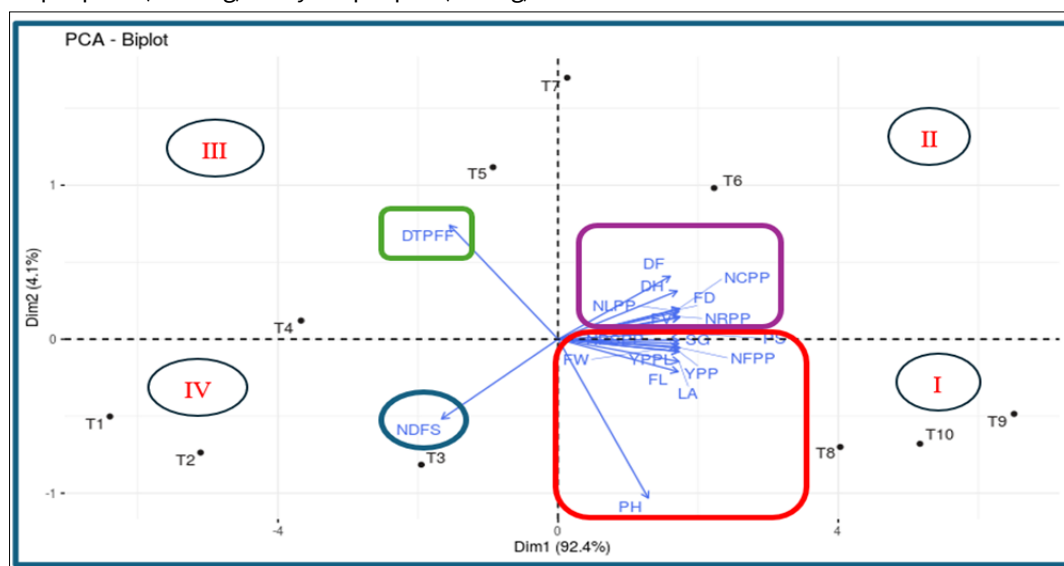 PCA - Biplot
T7
III
II
T5
T6
1
DTPFF
DF
NCPP
DH
FD
NLPP
NRPP
T4
0
SG
FW
YPPL
NFPP
YPP
IV
I
FL
LA
T1
NDFS
T9
T10
T2
T3
T8
-1
PH
-4
0
4
Dim1 (92.4%)
Dim2 (4.1%)